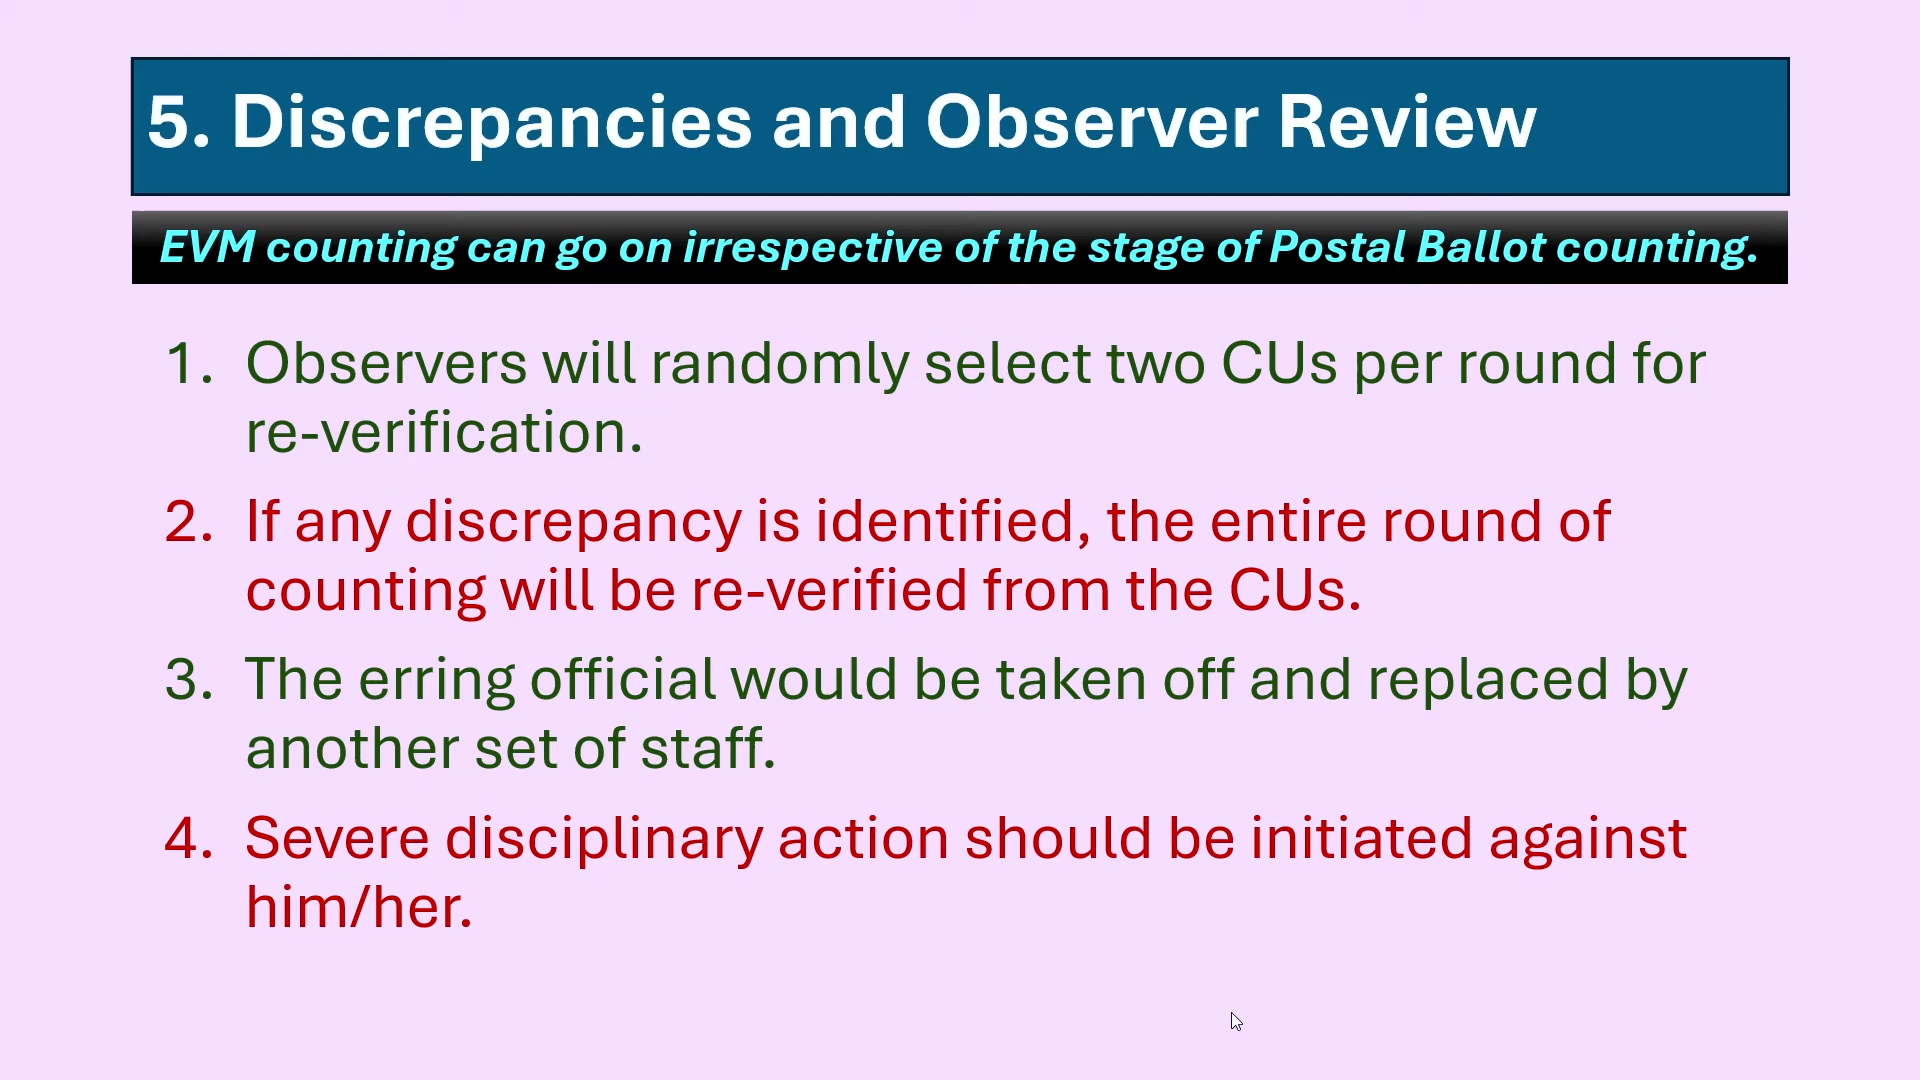 5. Discrepancies and Observer Review
EVM counting can go on irrespective of the stage of Postal Ballot counting.
1. Observers will randomly select two CUs per round for
re-verification.
2. If any discrepancy is identified, the entire round of
counting will be re-verified from the CUs.
3. The erring official would be taken off and replaced by
another set of staff.
4. Severe disciplinary action should be initiated against
him/her.